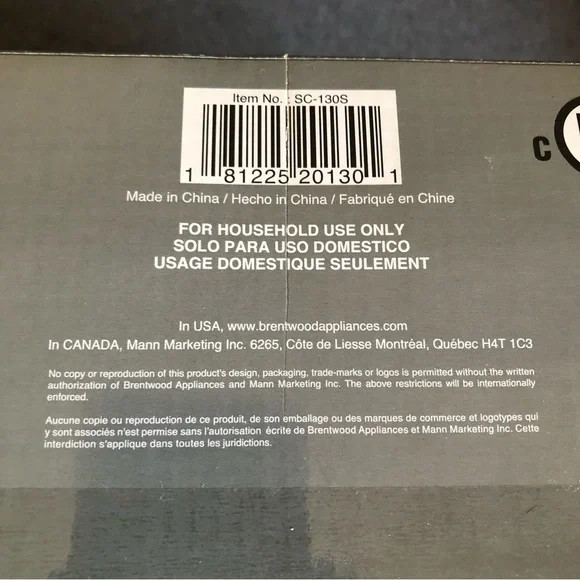 Item No. : SC-130S
1 81225 20130 1
Made in China / Hecho in China / Fabriqué en Chine
C
FOR HOUSEHOLD USE ONLY
SOLO PARA USO DOMESTICO
USAGE DOMESTIQUE SEULEMENT
In USA, www.brentwoodappliances.com
In CANADA, Mann Marketing Inc. 6265, Côte de Liesse Montréal, Québec H4T 1C3
No copy or reproduction of this product's design, packaging, trade-marks or logos is permitted without the written
authorization of Brentwood Appliances and Mann Marketing Inc. The above restrictions will be internationally
enforced.
Aucune copie ou reproduction de ce produit, de son emballage ou des marques de commerce et logotypes qui
y sont associés n'est permise sans l'autorisation écrite de Brentwood Appliances et Mann Marketing Inc. Cette
interdiction s'applique dans toutes les juridictions.